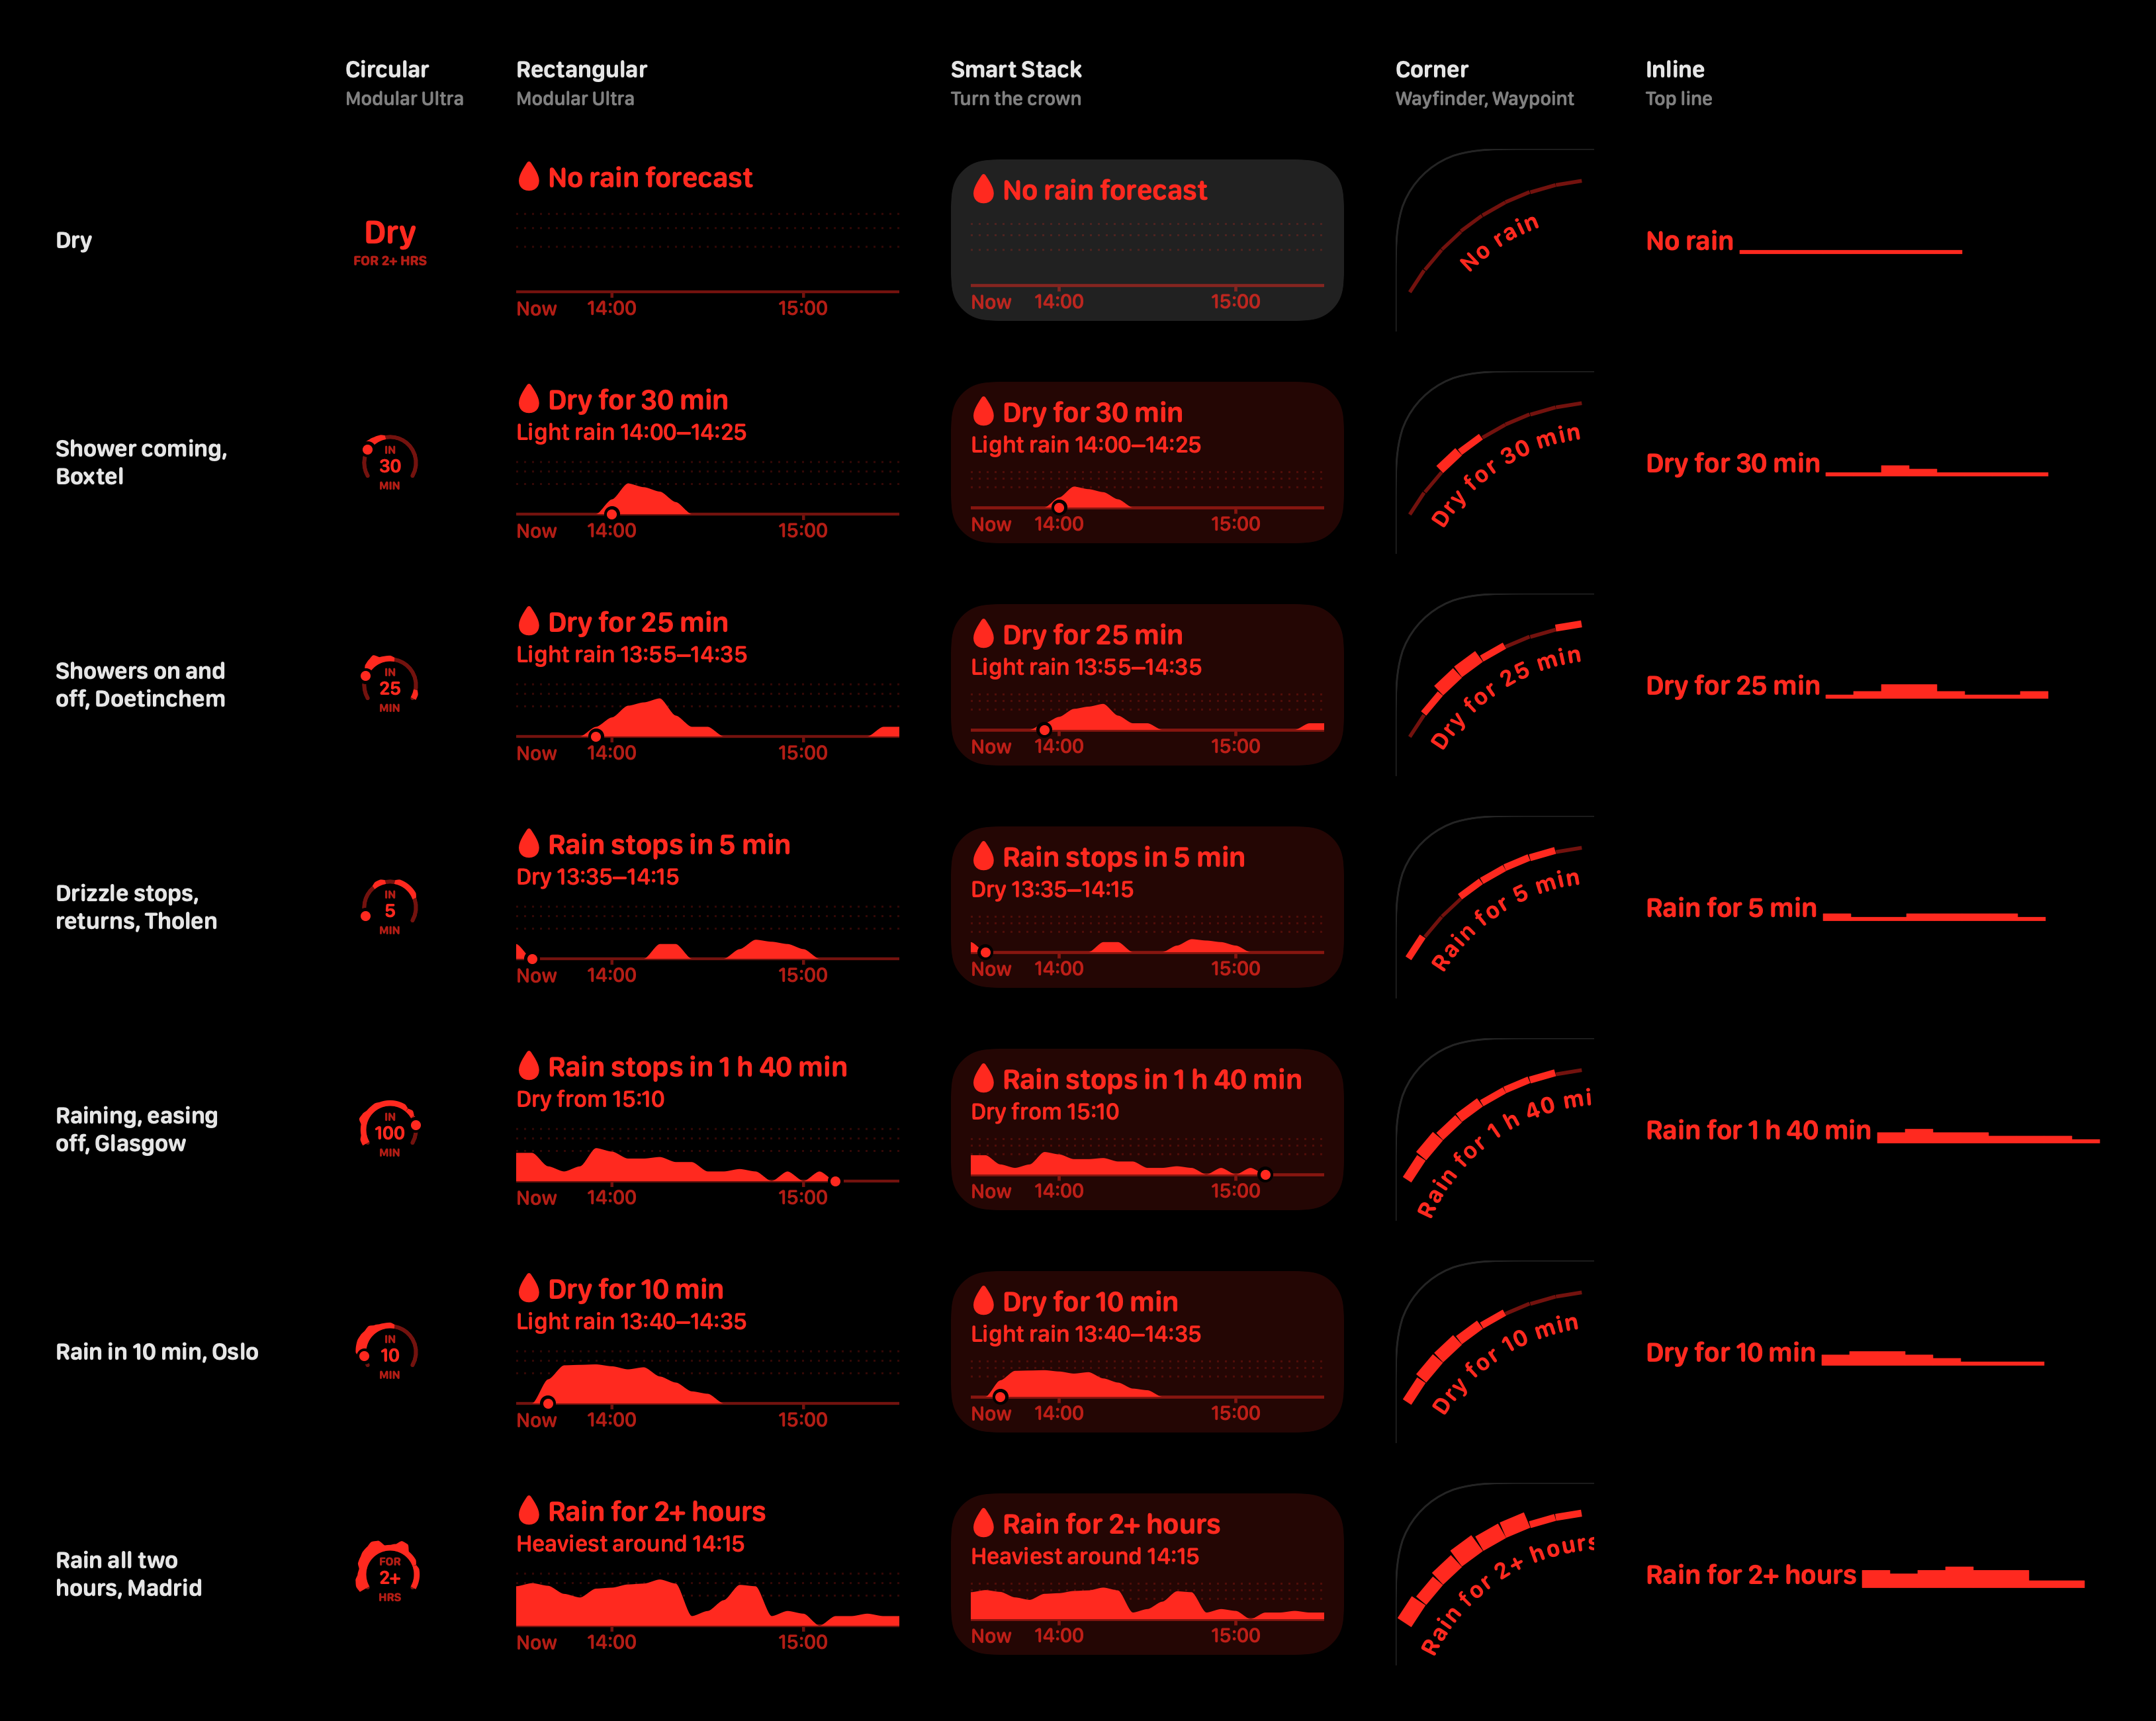 Circular
Modular Ultra
Rectangular
Modular Ultra
Smart Stack
Turn the crown
Corner
Wayfinder, Waypoint
Inline
Top line
Dry
Dry
FOR 2+ HRS
No rain forecast
Now 14:00 15:00
No rain forecast
Now 14:00 15:00
No rain
No rain
Shower coming,
Boxtel
IN
30
MIN
Dry for 30 min
Light rain 14:00–14:25
Now 14:00 15:00
Dry for 30 min
Light rain 14:00–14:25
Now 14:00 15:00
Dry for 30 min
Dry for 30 min
Showers on and
off, Doetinchem
IN
25
MIN
Dry for 25 min
Light rain 13:55–14:35
Now 14:00 15:00
Dry for 25 min
Light rain 13:55–14:35
Now 14:00 15:00
Dry for 25 min
Dry for 25 min
Drizzle stops,
returns, Tholen
IN
5
MIN
Rain stops in 5 min
Dry 13:35–14:15
Now 14:00 15:00
Rain stops in 5 min
Dry 13:35–14:15
Now 14:00 15:00
Rain for 5 min
Rain for 5 min
Raining, easing
off, Glasgow
IN
100
MIN
Rain stops in 1 h 40 min
Dry from 15:10
Now 14:00 15:00
Rain stops in 1 h 40 min
Dry from 15:10
Now 14:00 15:00
Rain for 1 h 40 mi
Rain for 1 h 40 min
Rain in 10 min, Oslo
IN
10
MIN
Dry for 10 min
Light rain 13:40–14:35
Now 14:00 15:00
Dry for 10 min
Light rain 13:40–14:35
Now 14:00 15:00
Dry for 10 min
Dry for 10 min
Rain all two
hours, Madrid
FOR
2+
HRS
Rain for 2+ hours
Heaviest around 14:15
Now 14:00 15:00
Rain for 2+ hours
Heaviest around 14:15
Now 14:00 15:00
Rain for 2+ hours
Rain for 2+ hours